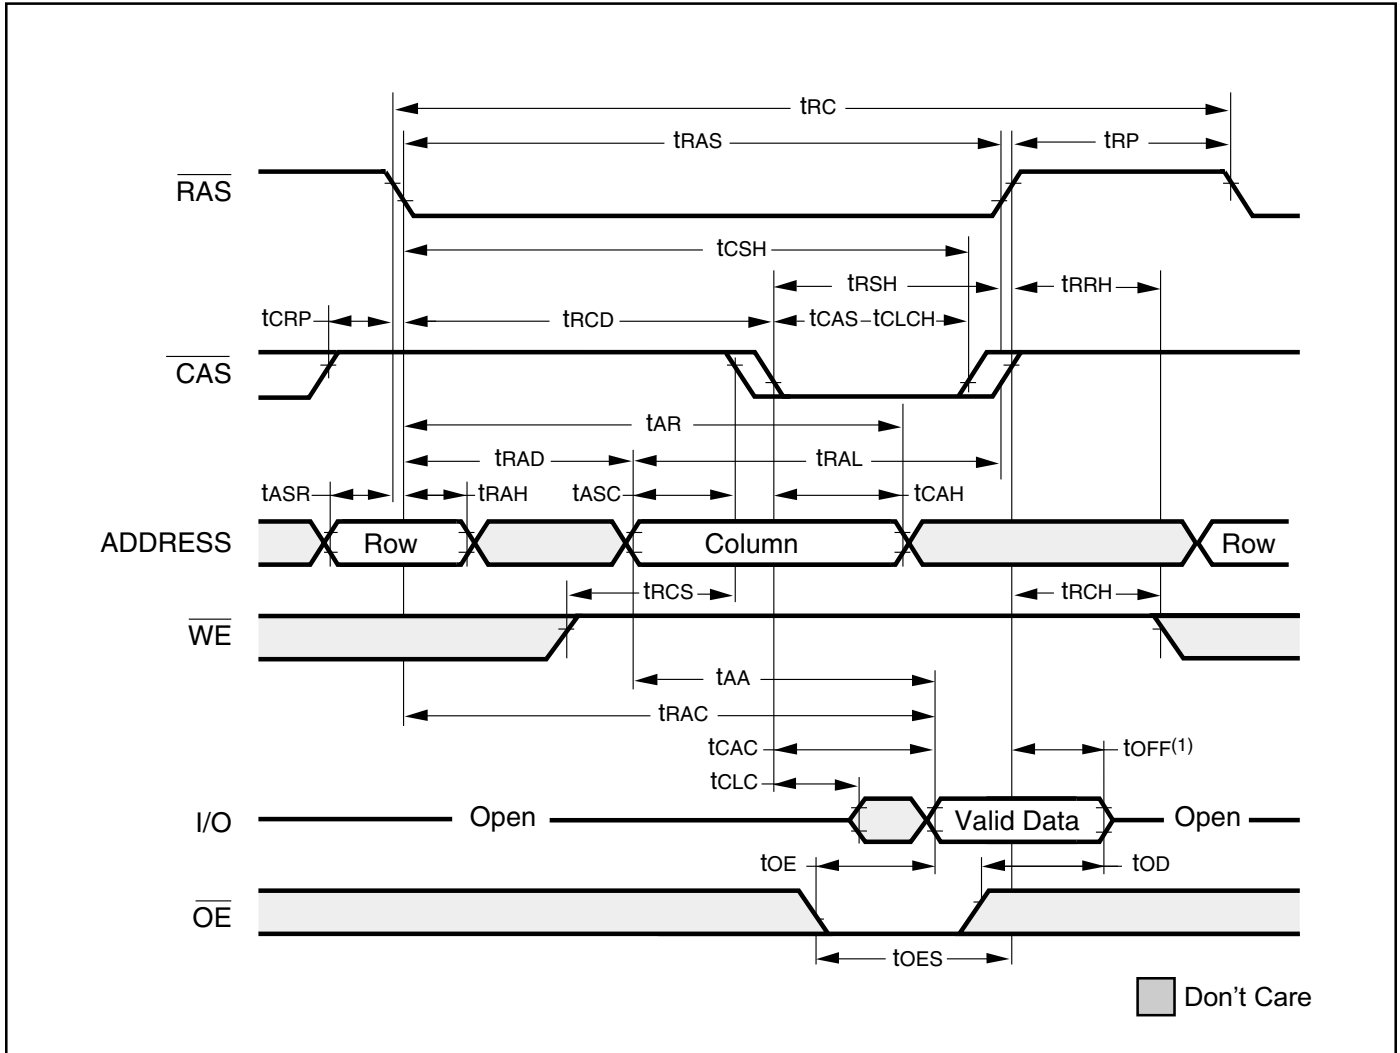 tRC
tRAS tRP
RAS
tCSH
tRSH tRRH
tCRP tRCD tCAS tCLCH
CAS
tAR
tRAD tRAL
tASR tRAH tASC tCAH
ADDRESS Row Column Row
tRCS tRCH
WE
tAA
tRAC
tCAC tOFF(1)
tCLC
I/O Open Valid Data Open
tOE tOD
OE
tOES
Don't Care